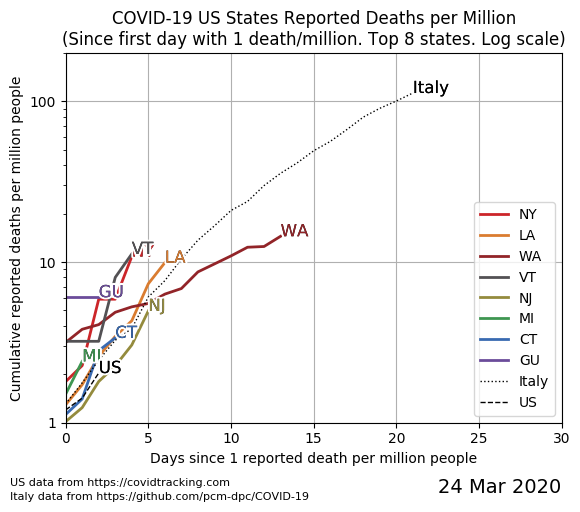 COVID-19 US States Reported Deaths per Million
(Since first day with 1 death/million. Top 8 states. Log scale)
Cumulative reported deaths per million people
100
10
1
Italy
WA
VT
LA
GU
NJ
CT
MI
US
NY
LA
WA
VT
NJ
MI
CT
GU
Italy
US
0 5 10 15 20 25 30
Days since 1 reported death per million people
US data from https://covidtracking.com
Italy data from https://github.com/pcm-dpc/COVID-19
24 Mar 2020